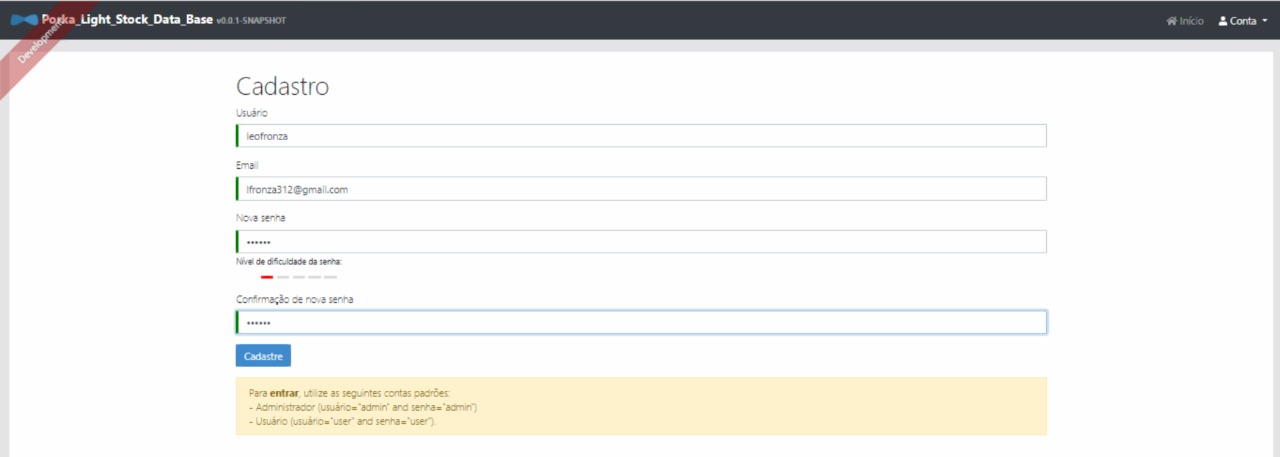 Porka_Light_Stock_Data_Base v0.0.1-SNAPSHOT
Início
Conta
Development
Cadastro
Usuário
leofronza
Email
lfronza312@gmail.com
Nova senha
••••••
Nível de dificuldade da senha:
Confirmação de nova senha
••••••
Cadastre
Para entrar, utilize as seguintes contas padrões:
- Administrador (usuário="admin" and senha="admin")
- Usuário (usuário="user" and senha="user").